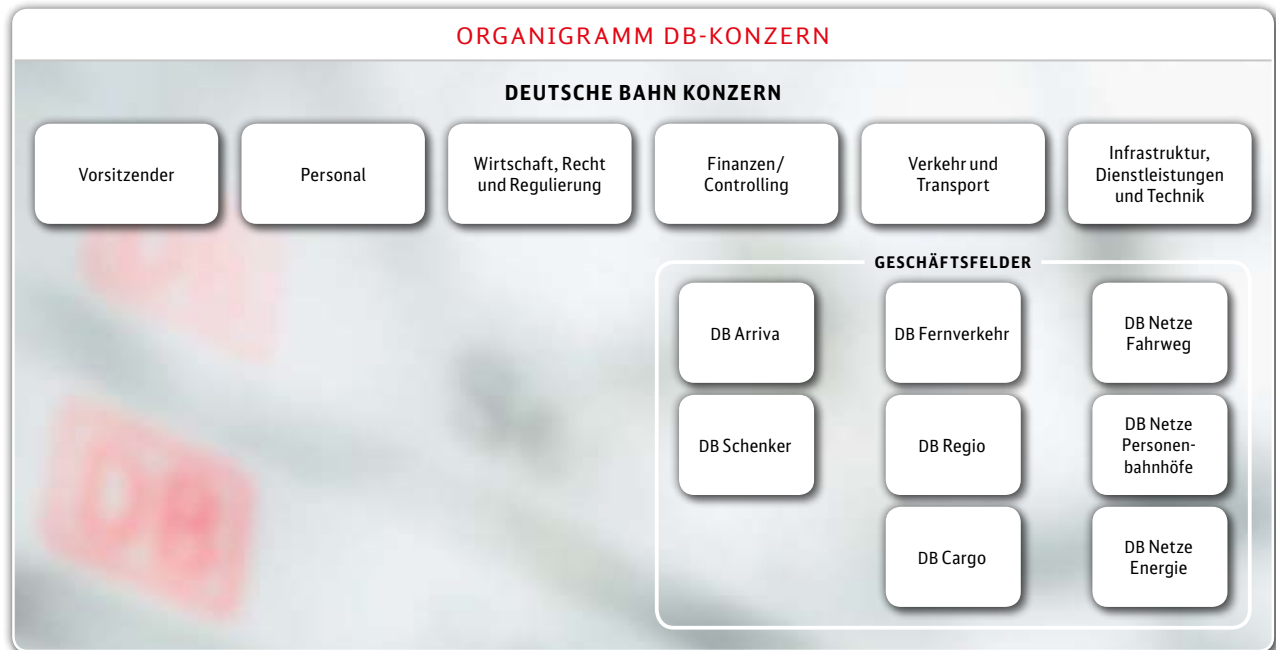 ORGANIGRAMM DB-KONZERN
DEUTSCHE BAHN KONZERN
Vorsitzender
Personal
Wirtschaft, Recht
und Regulierung
Finanzen/
Controlling
Verkehr und
Transport
Infrastruktur,
Dienstleistungen
und Technik
GESCHÄFTSFELDER
DB Arriva
DB Fernverkehr
DB Netze
Fahrweg
DB Schenker
DB Regio
DB Netze
Personen-
bahnhöfe
DB Cargo
DB Netze
Energie
DB